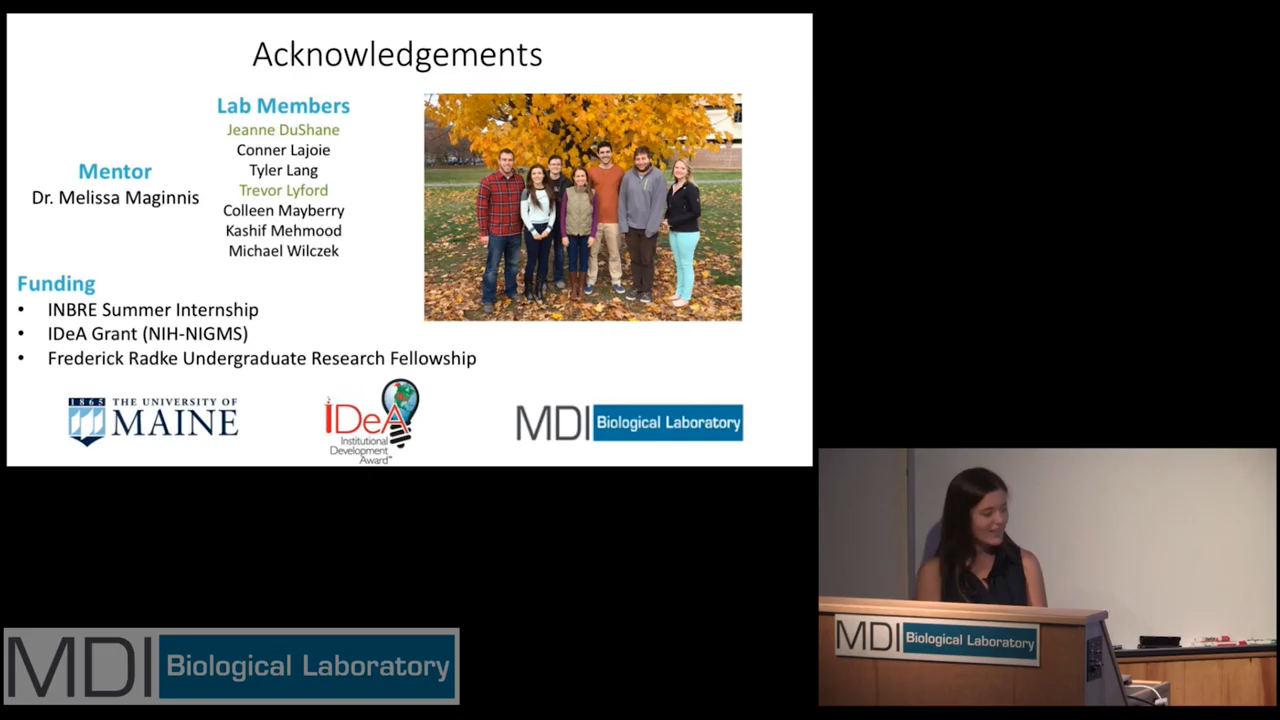 Acknowledgements
Lab Members
Jeanne DuShane
Conner Lajoie
Tyler Lang
Trevor Lyford
Colleen Mayberry
Kashif Mehmood
Michael Wilczek
Mentor
Dr. Melissa Maginnis
Funding
• INBRE Summer Internship
• IDeA Grant (NIH-NIGMS)
• Frederick Radke Undergraduate Research Fellowship
1865
THE UNIVERSITY OF
MAINE
IDeA
Institutional
Development
Award™
MDI Biological Laboratory
MDI Biological Laboratory
MDI Biological Laboratory